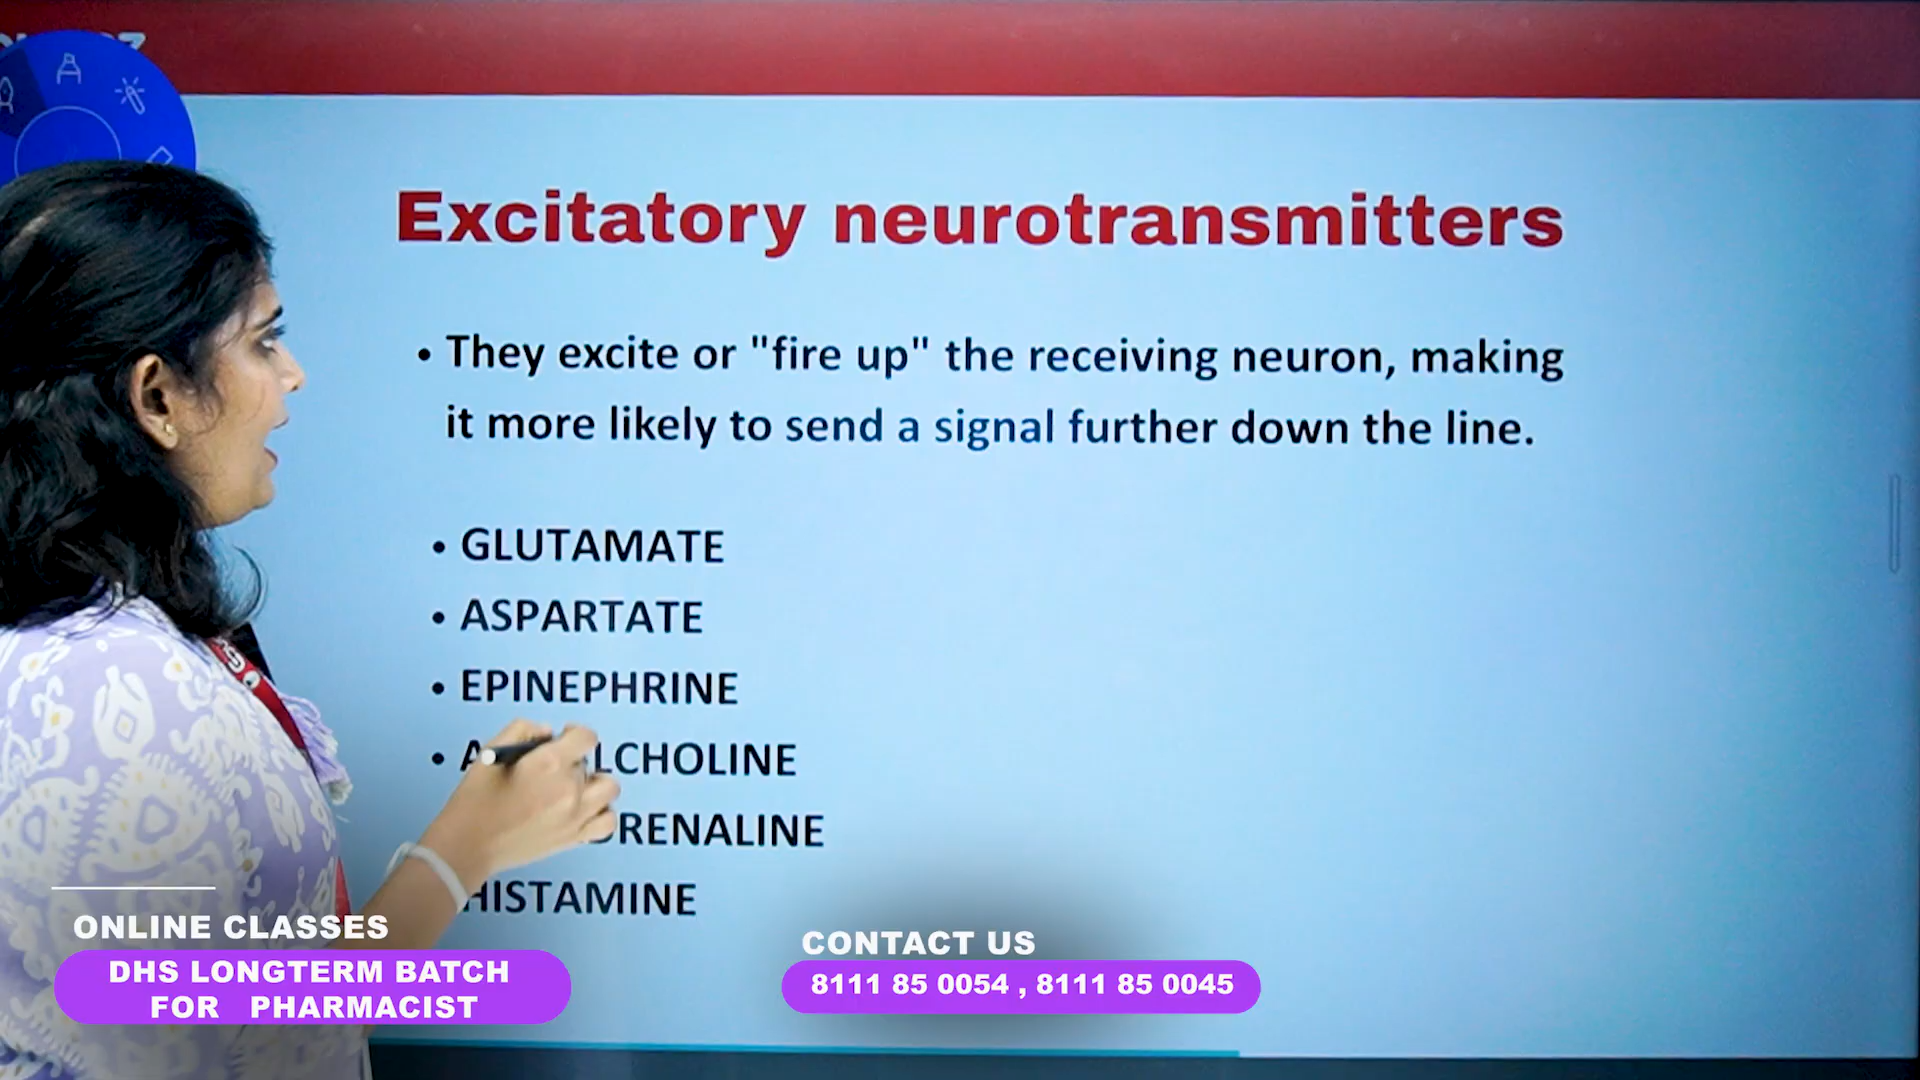 Excitatory neurotransmitters
• They excite or "fire up" the receiving neuron, making
it more likely to send a signal further down the line.
• GLUTAMATE
• ASPARTATE
• EPINEPHRINE
•
HISTAMINE
ONLINE CLASSES
DHS LONGTERM BATCH
FOR PHARMACIST
CONTACT US
8111 85 0054 , 8111 85 0045